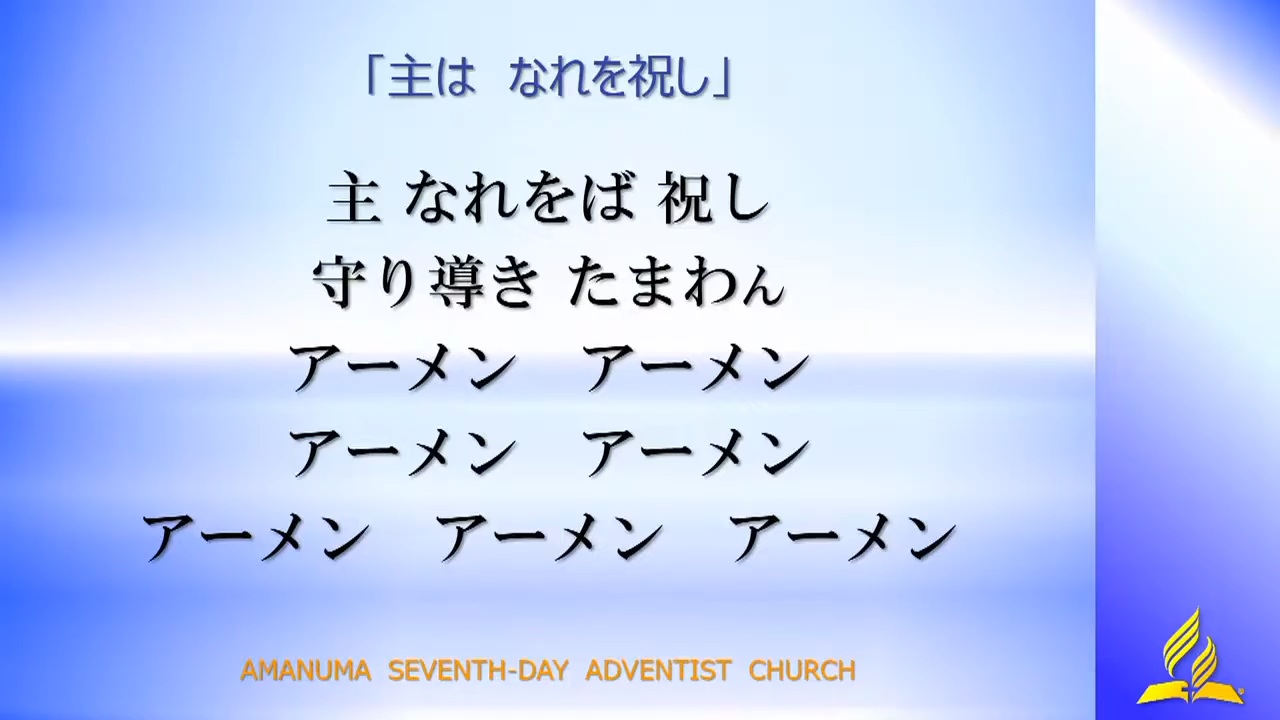 「主は　なれを祝し」
主 なれをば 祝し
守り導き たまわん
アーメン　アーメン
アーメン　アーメン
アーメン　アーメン　アーメン
AMANUMA SEVENTH-DAY ADVENTIST CHURCH